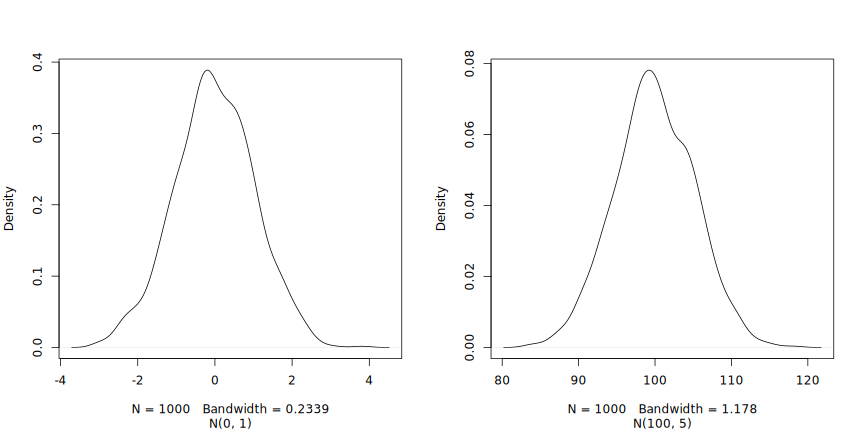 Density
0.0 0.1 0.2 0.3 0.4
-4 -2 0 2 4
N = 1000 Bandwidth = 0.2339
N(0, 1)
Density
0.00 0.02 0.04 0.06 0.08
80 90 100 110 120
N = 1000 Bandwidth = 1.178
N(100, 5)